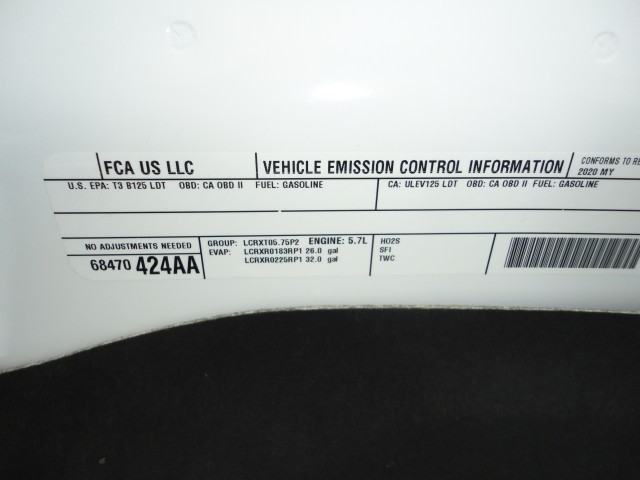 FCA US LLC
VEHICLE EMISSION CONTROL INFORMATION
CONFORMS TO
2020 MY
U.S. EPA: T3 B125 LDT OBD: CA OBD II FUEL: GASOLINE
CA: ULEV125 LDT OBD: CA OBD II FUEL: GASOLINE
NO ADJUSTMENTS NEEDED
68470 424AA
GROUP: LCRXT05.75P2 ENGINE: 5.7L
EVAP: LCRXR0183RP1 26.0 gal
LCRXR0225RP1 32.0 gal
HO2S
SFI
TWC